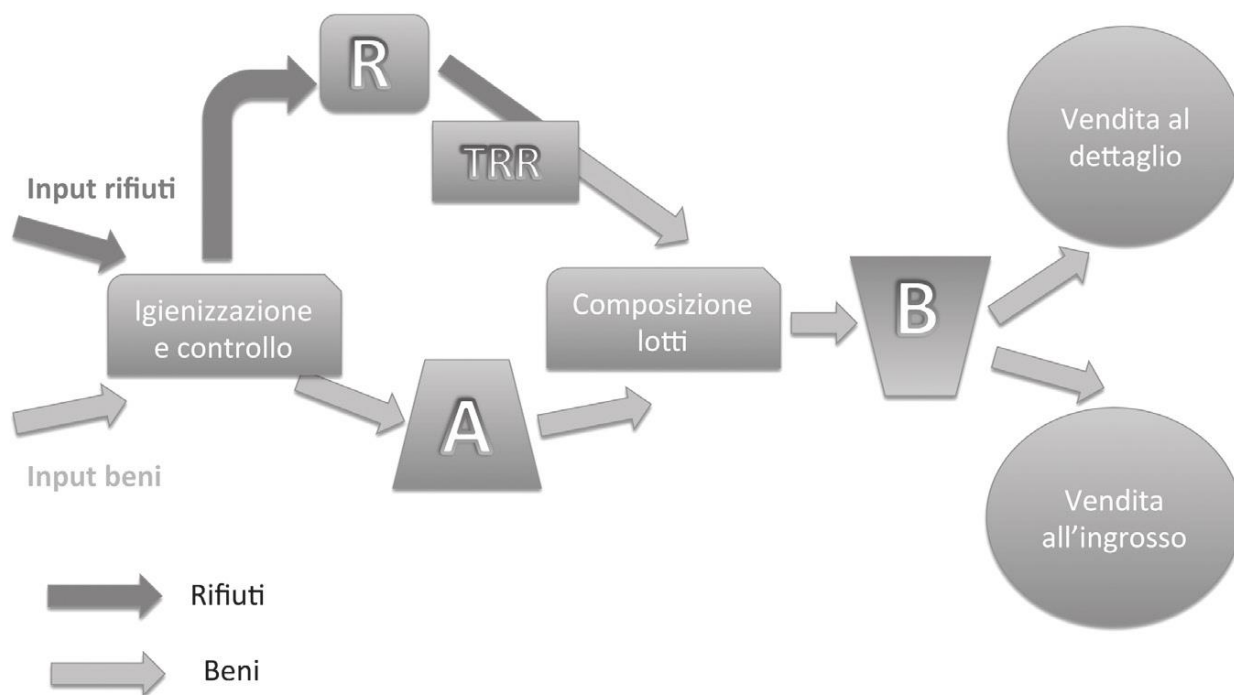 R
TRR
Vendita al
dettaglio
Input rifiuti
Igienizzazione
e controllo
Composizione
lotti
B
A
Input beni
Vendita
all'ingrosso
Rifiuti
Beni